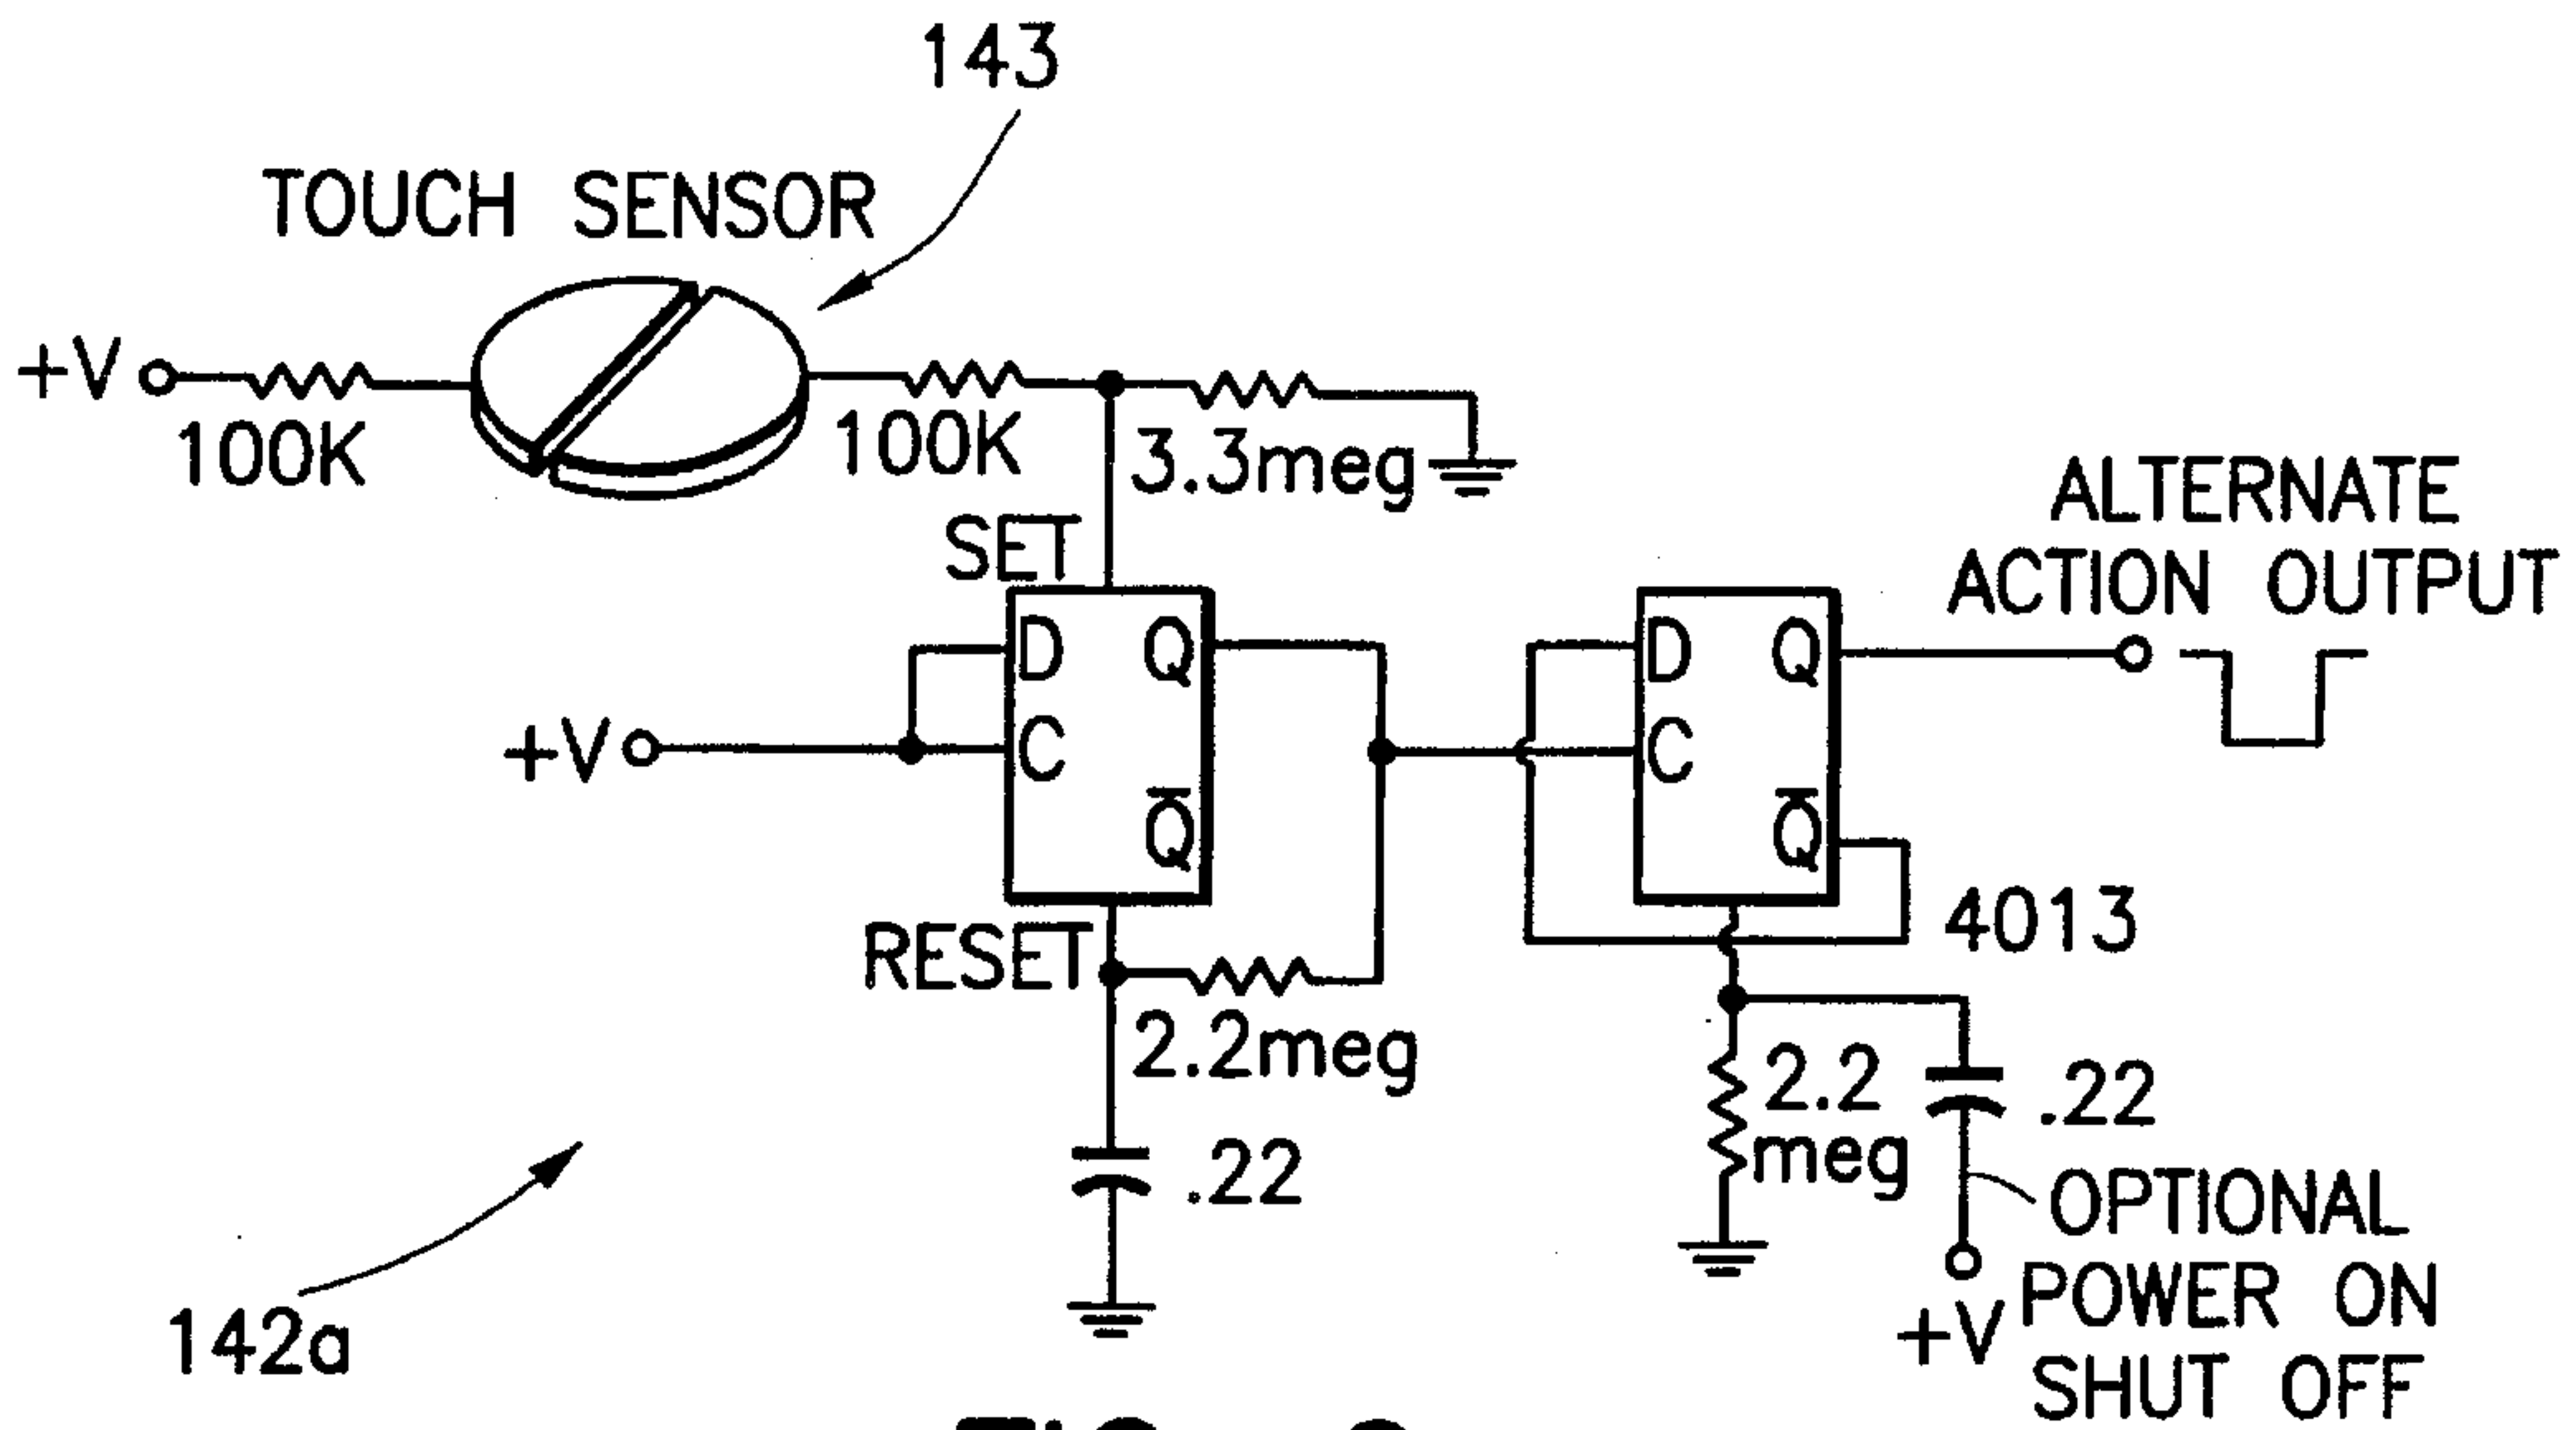 143
TOUCH SENSOR
+V
100K
100K
3.3meg
SET
ALTERNATE
ACTION OUTPUT
D Q
D Q
+V
C
C
Q̅
Q̅
RESET
4013
2.2meg
2.2
meg
.22
.22
OPTIONAL
POWER ON
SHUT OFF
+V
142a